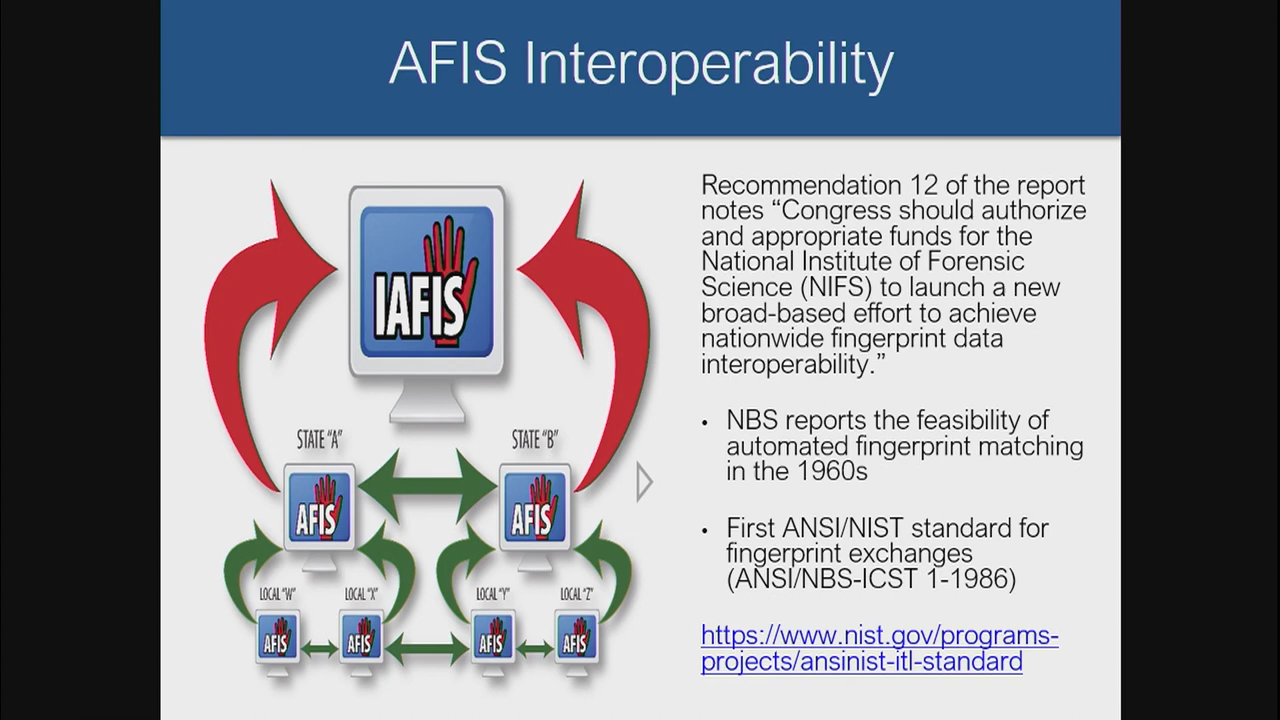 AFIS Interoperability
IAFIS
STATE "A"
STATE "B"
AFIS
AFIS
LOCAL "W"
LOCAL "X"
LOCAL "Y"
LOCAL "Z"
AFIS
AFIS
AFIS
AFIS
Recommendation 12 of the report
notes “Congress should authorize
and appropriate funds for the
National Institute of Forensic
Science (NIFS) to launch a new
broad-based effort to achieve
nationwide fingerprint data
interoperability.”
• NBS reports the feasibility of
automated fingerprint matching
in the 1960s
• First ANSI/NIST standard for
fingerprint exchanges
(ANSI/NBS-ICST 1-1986)
https://www.nist.gov/programs-
projects/ansinist-itl-standard